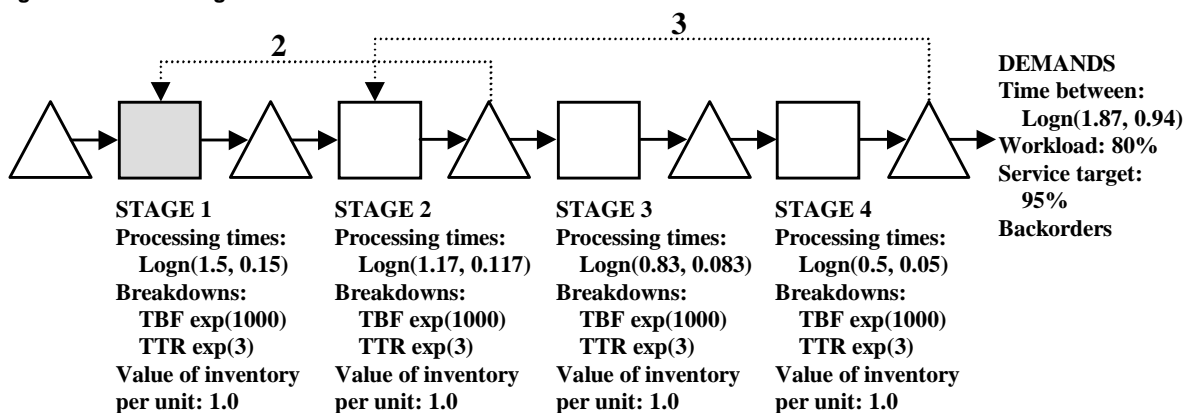 3
2
DEMANDS
Time between:
Logn(1.87, 0.94)
Workload: 80%
Service target:
95%
Backorders
STAGE 1
Processing times:
Logn(1.5, 0.15)
Breakdowns:
TBF exp(1000)
TTR exp(3)
Value of inventory
per unit: 1.0
STAGE 2
Processing times:
Logn(1.17, 0.117)
Breakdowns:
TBF exp(1000)
TTR exp(3)
Value of inventory
per unit: 1.0
STAGE 3
Processing times:
Logn(0.83, 0.083)
Breakdowns:
TBF exp(1000)
TTR exp(3)
Value of inventory
per unit: 1.0
STAGE 4
Processing times:
Logn(0.5, 0.05)
Breakdowns:
TBF exp(1000)
TTR exp(3)
Value of inventory
per unit: 1.0